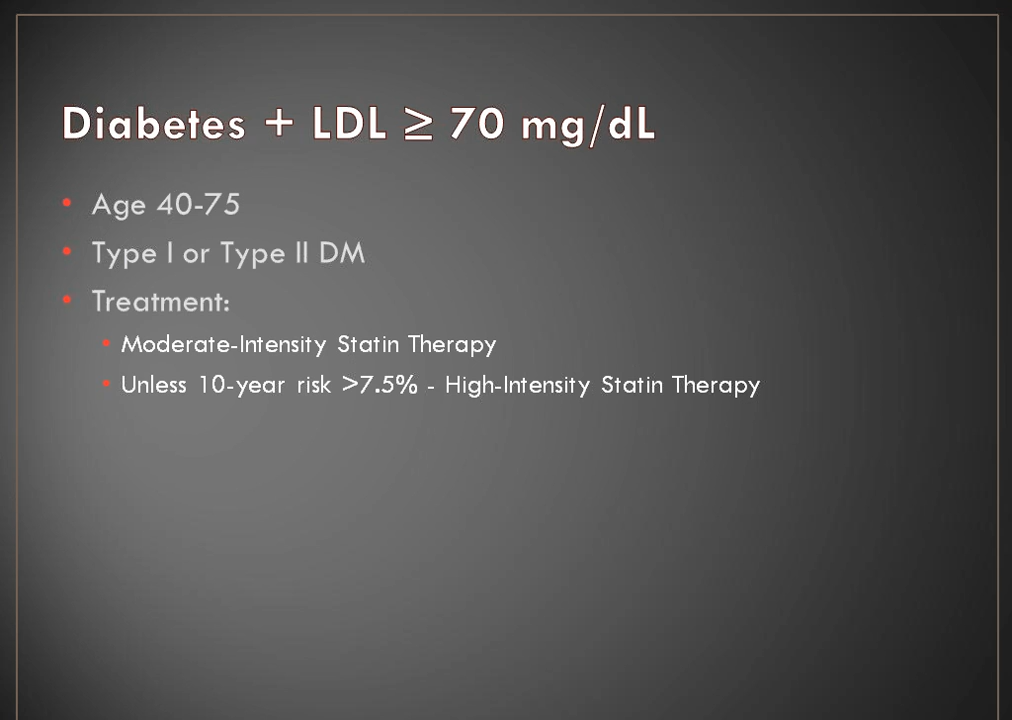 Diabetes + LDL ≥ 70 mg/dL
• Age 40-75
• Type I or Type II DM
• Treatment:
• Moderate-Intensity Statin Therapy
• Unless 10-year risk >7.5% - High-Intensity Statin Therapy